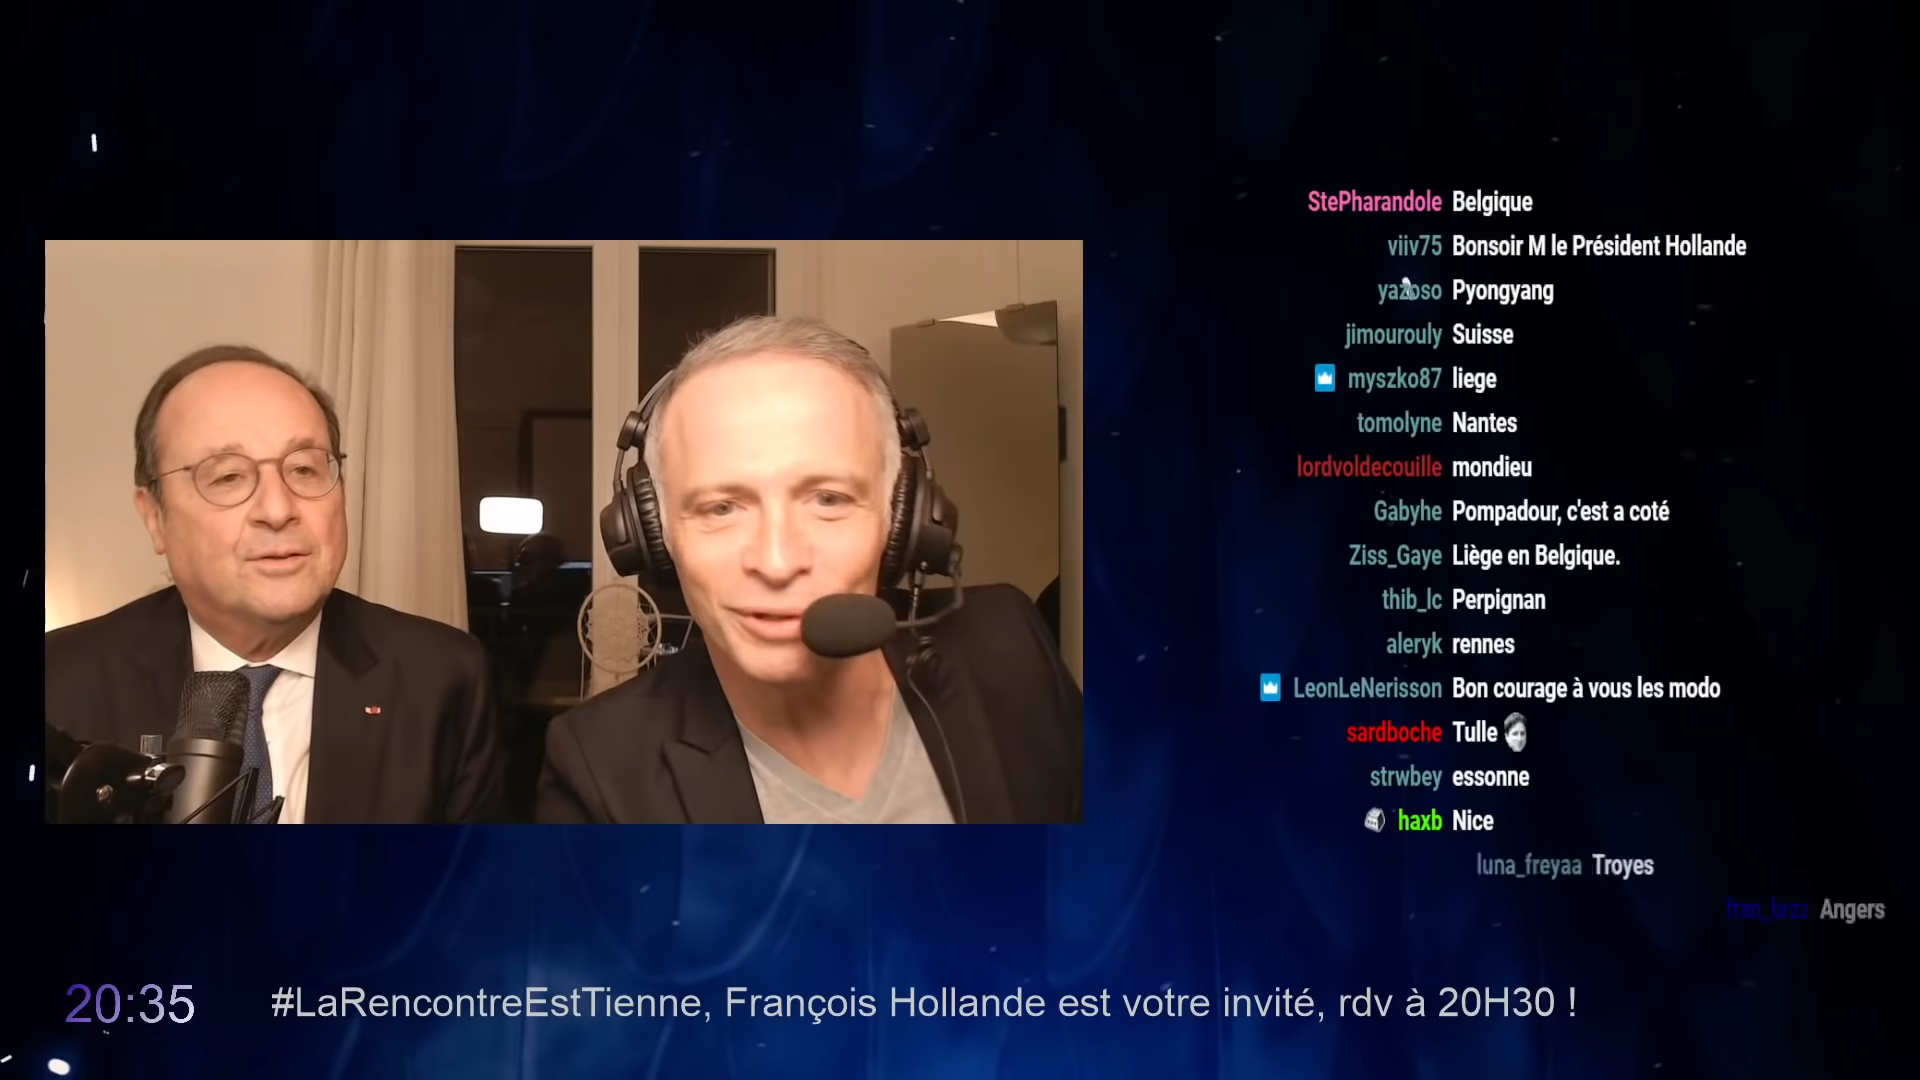 StePharandole Belgique
viiv75 Bonsoir M le Président Hollande
yazoso Pyongyang
jimourouly Suisse
myszko87 liege
tomolyne Nantes
lordvoldecouille mondieu
Gabyhe Pompadour, c'est a coté
Ziss_Gaye Liège en Belgique.
thib_lc Perpignan
aleryk rennes
LeonLeNerisson Bon courage à vous les modo
sardboche Tulle
strwbey essonne
haxb Nice
luna_freyaa Troyes
Angers
20:35
#LaRencontreEstTienne, François Hollande est votre invité, rdv à 20H30 !